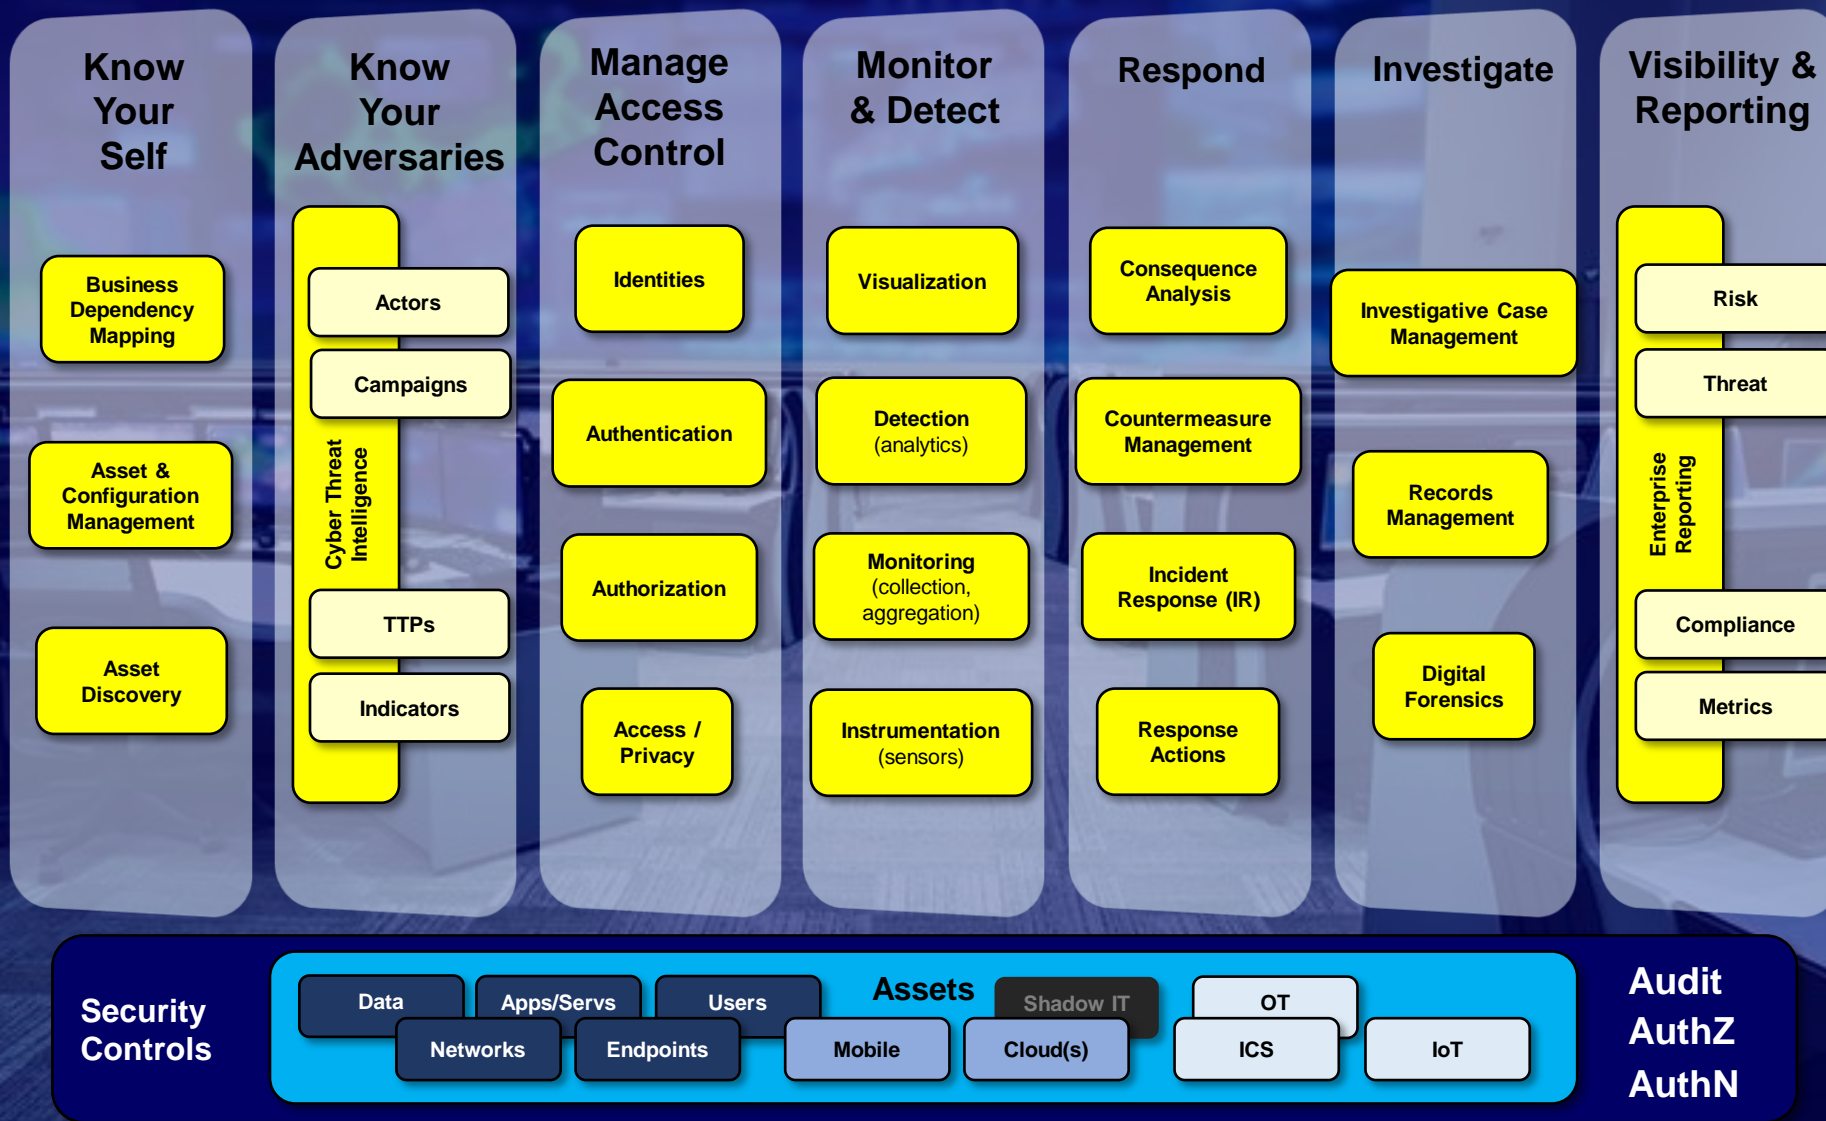 Know
Your
Self
Business
Dependency
Mapping
Asset &
Configuration
Management
Asset
Discovery
Know
Your
Adversaries
Cyber Threat
Intelligence
Actors
Campaigns
TTPs
Indicators
Manage
Access
Control
Identities
Authentication
Authorization
Access /
Privacy
Monitor
& Detect
Visualization
Detection
(analytics)
Monitoring
(collection,
aggregation)
Instrumentation
(sensors)
Respond
Consequence
Analysis
Countermeasure
Management
Incident
Response (IR)
Response
Actions
Investigate
Investigative Case
Management
Records
Management
Digital
Forensics
Visibility &
Reporting
Enterprise
Reporting
Risk
Threat
Compliance
Metrics
Security
Controls
Assets
Data
Apps/Servs
Users
Shadow IT
OT
Networks
Endpoints
Mobile
Cloud(s)
ICS
IoT
Audit
AuthZ
AuthN